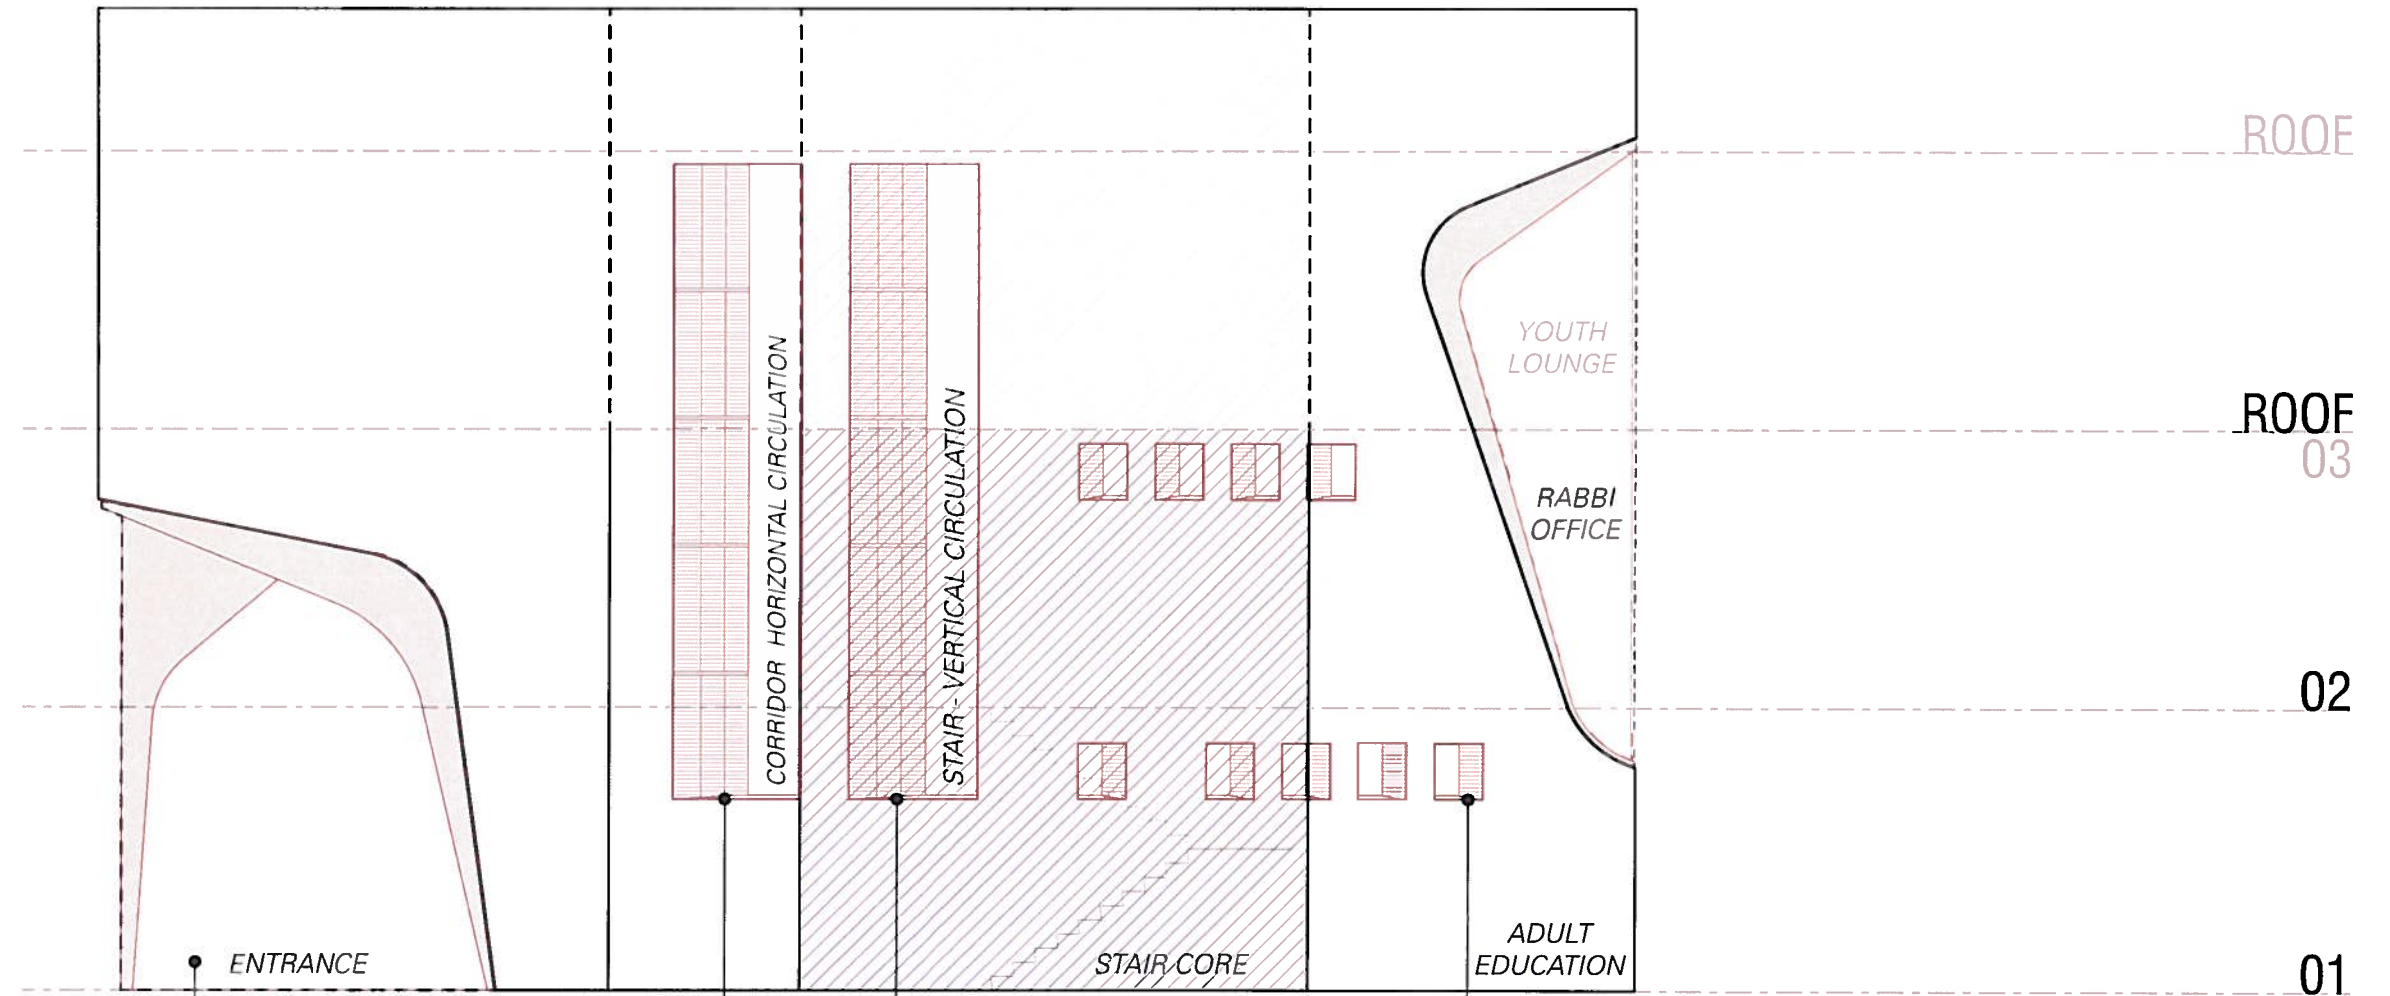 ROOF
CORRIDOR HORIZONTAL CIRCULATION
STAIR - VERTICAL CIRCULATION
YOUTH
LOUNGE
ROOF
03
RABBI
OFFICE
02
ENTRANCE
STAIR CORE
ADULT
EDUCATION
01